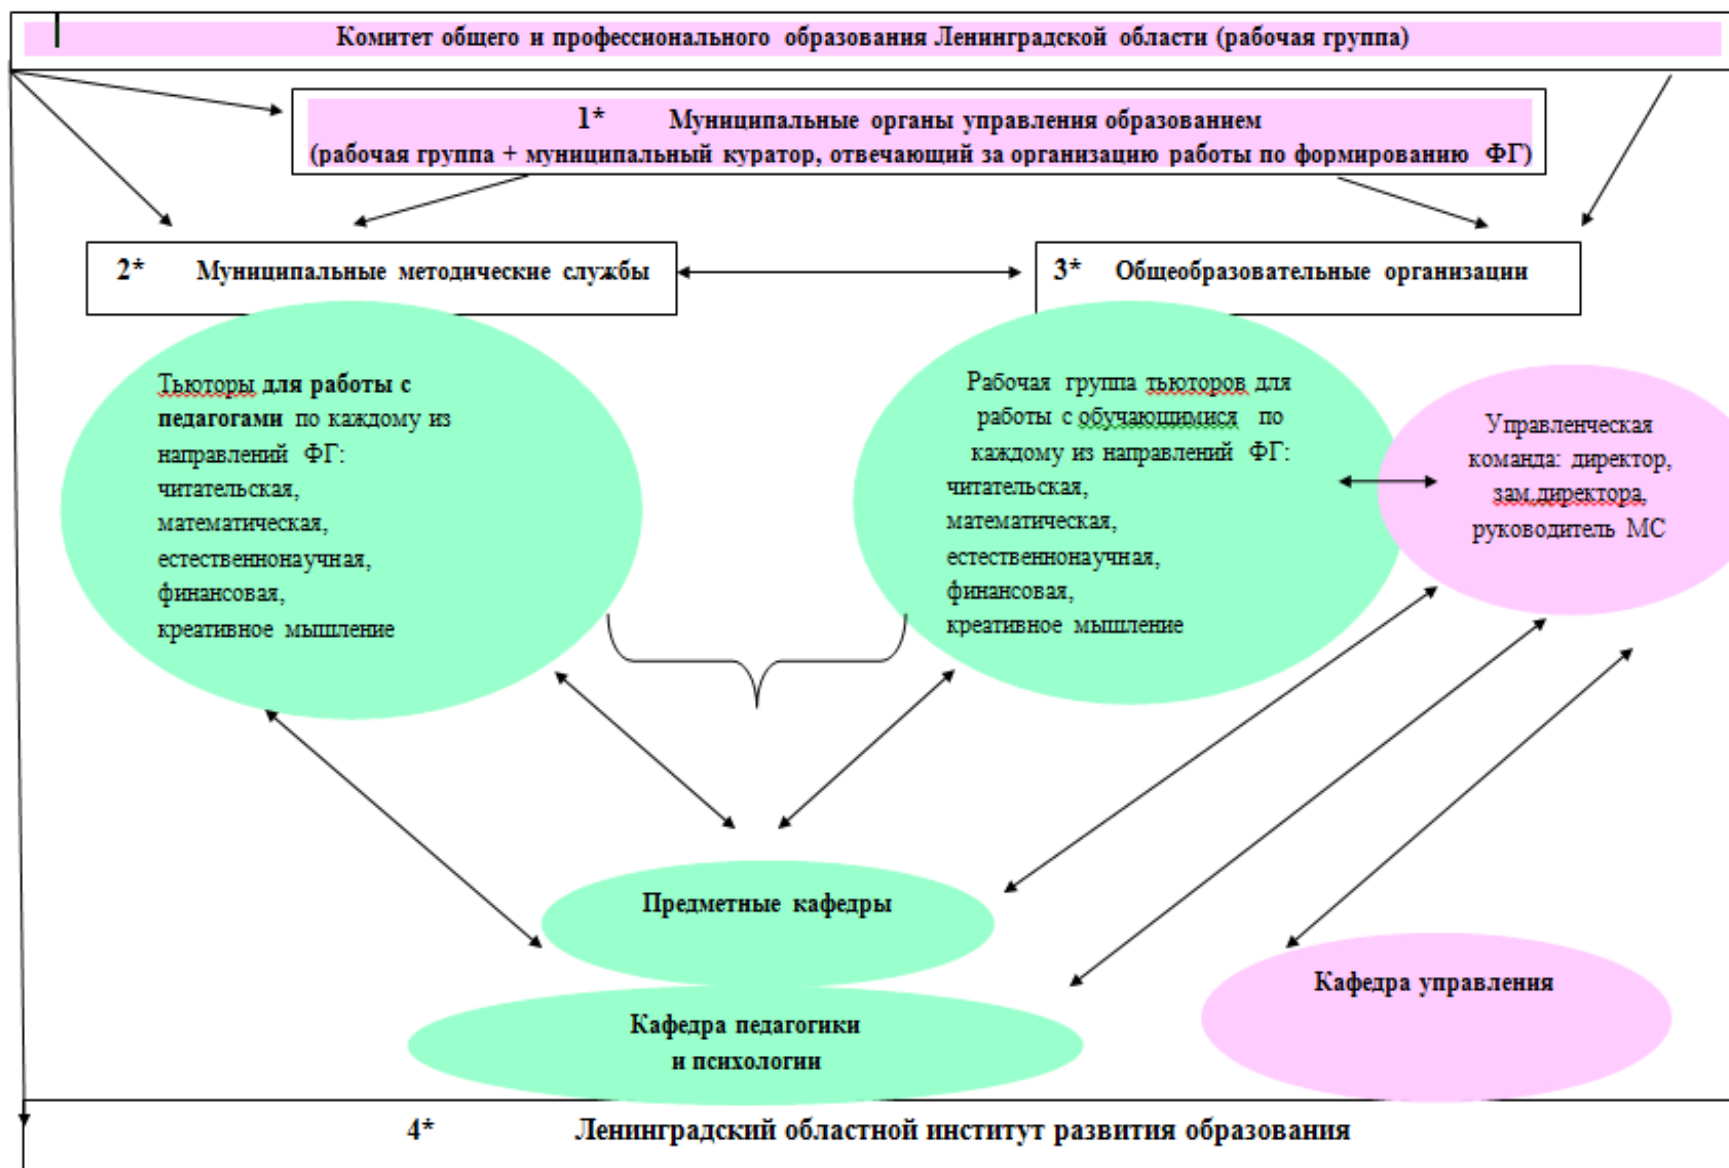 Комитет общего и профессионального образования Ленинградской области (рабочая группа)
1* Муниципальные органы управления образованием
(рабочая группа + муниципальный куратор, отвечающий за организацию работы по формированию ФГ)
2* Муниципальные методические службы
3* Общеобразовательные организации
Тьюторы для работы с
педагогами по каждому из
направлений ФГ:
читательская,
математическая,
естественнонаучная,
финансовая,
креативное мышление
Рабочая группа тьюторов для
работы с обучающимися по
каждому из направлений ФГ:
читательская,
математическая,
естественнонаучная,
финансовая,
креативное мышление
Управленческая
команда: директор,
зам.директора,
руководитель МС
Предметные кафедры
Кафедра педагогики
и психологии
Кафедра управления
4* Ленинградский областной институт развития образования